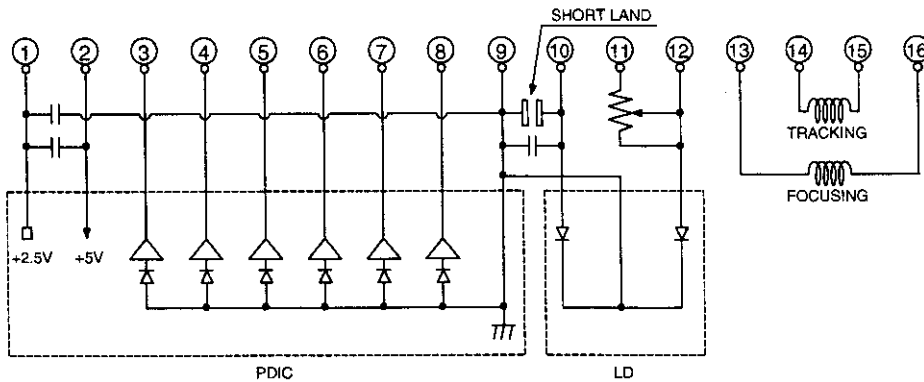 SHORT LAND
1 2 3 4 5 6 7 8 9 10 11 12 13 14 15 16
TRACKING
FOCUSING
+2.5V +5V
PDIC LD